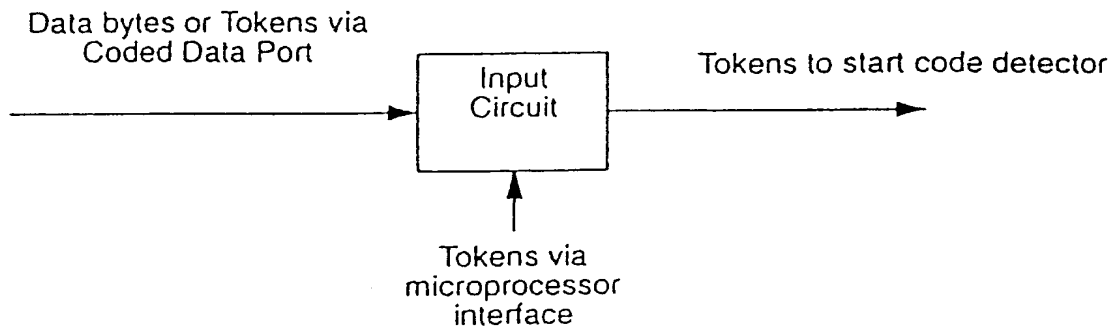 Data bytes or Tokens via
Coded Data Port
Input
Circuit
Tokens to start code detector
Tokens via
microprocessor
interface